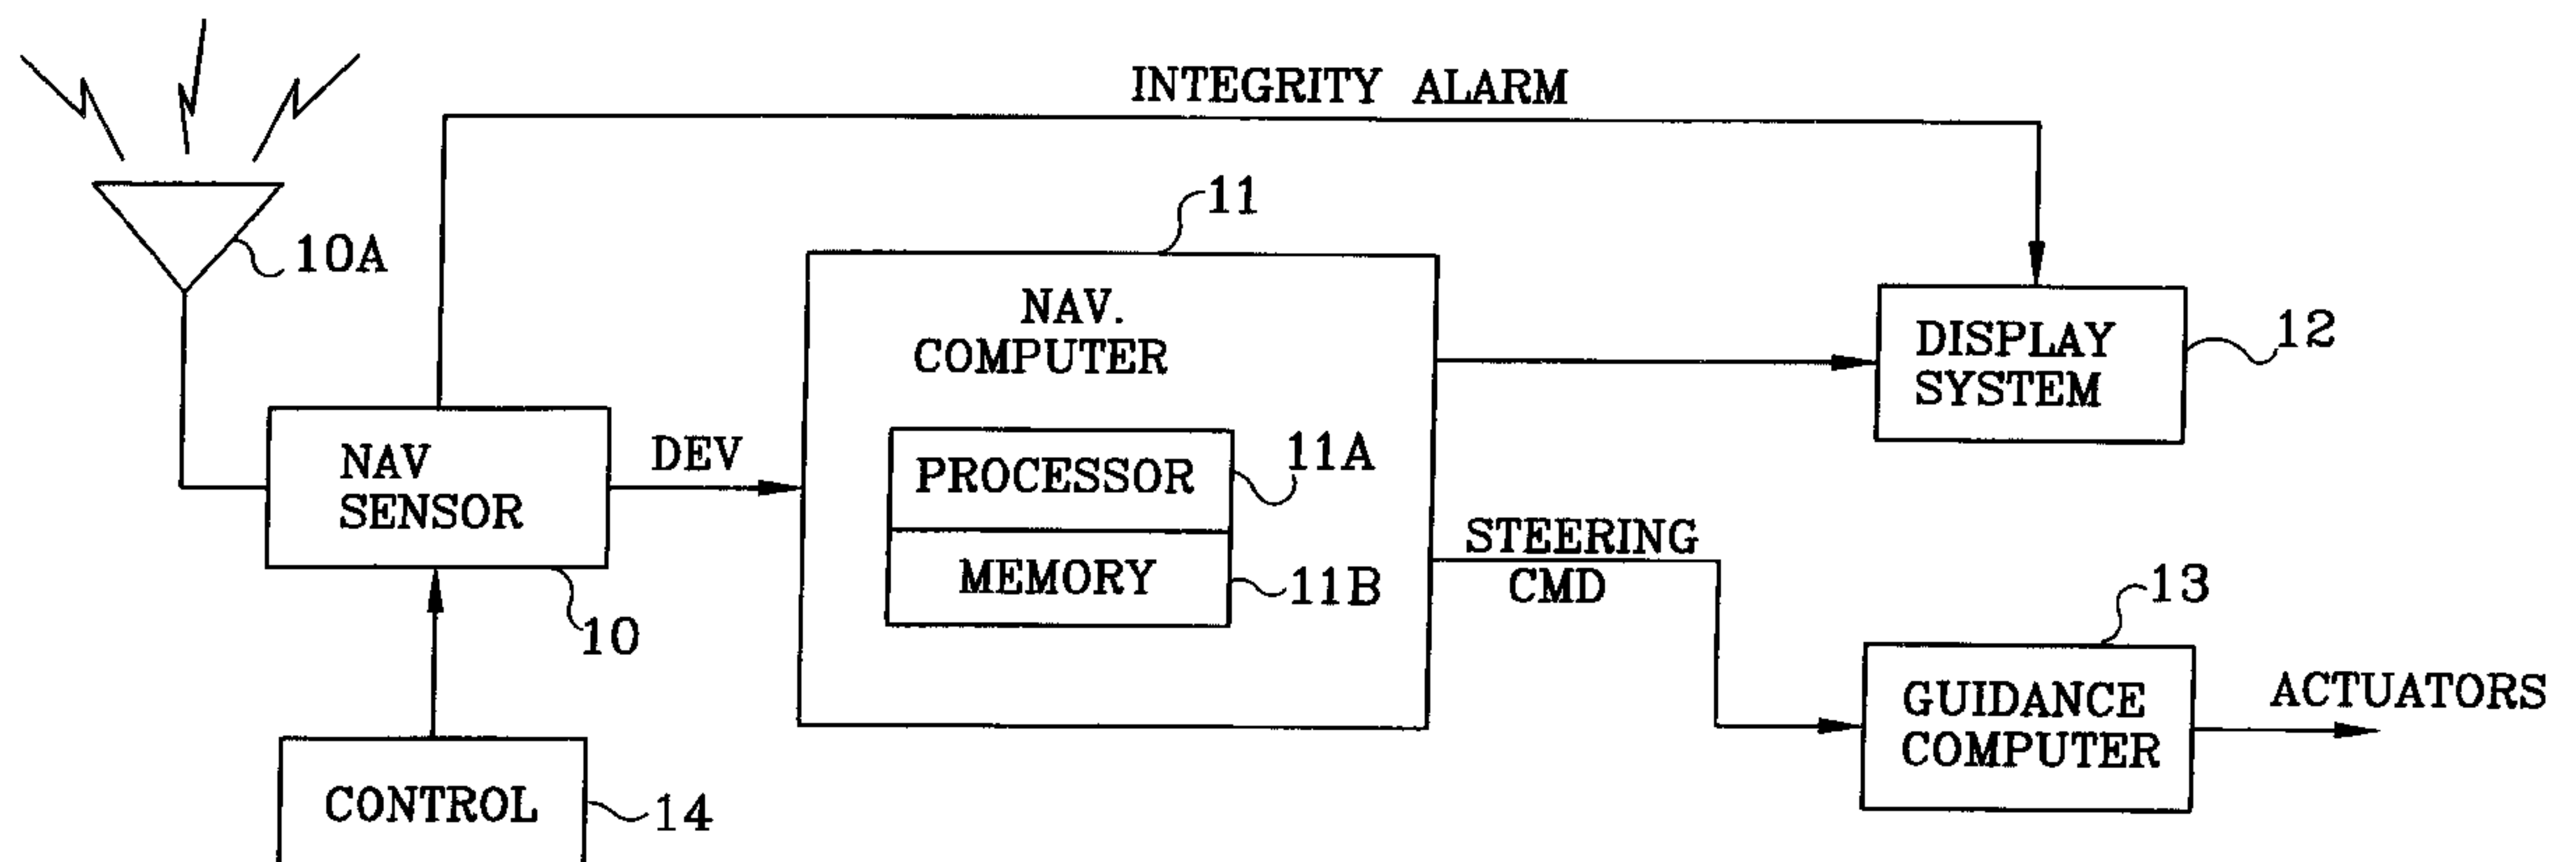 INTEGRITY ALARM
11
10A
NAV.
COMPUTER
DISPLAY
SYSTEM
12
NAV
SENSOR
DEV
PROCESSOR
11A
MEMORY
11B
STEERING
CMD
13
10
GUIDANCE
COMPUTER
ACTUATORS
CONTROL
14